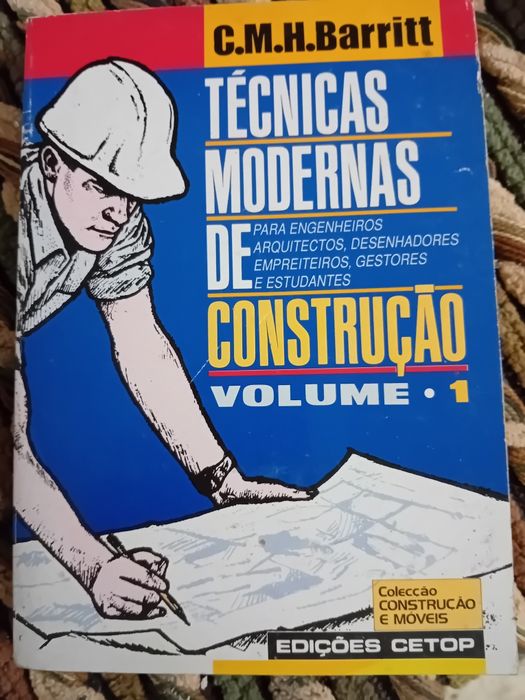 C.M.H.Barritt
TÉCNICAS
MODERNAS
DE
PARA ENGENHEIROS
ARQUITECTOS, DESENHADORES
EMPREITEIROS, GESTORES
E ESTUDANTES
CONSTRUÇÃO
VOLUME • 1
Colecção
CONSTRUÇÃO
E MÓVEIS
EDIÇÕES CETOP